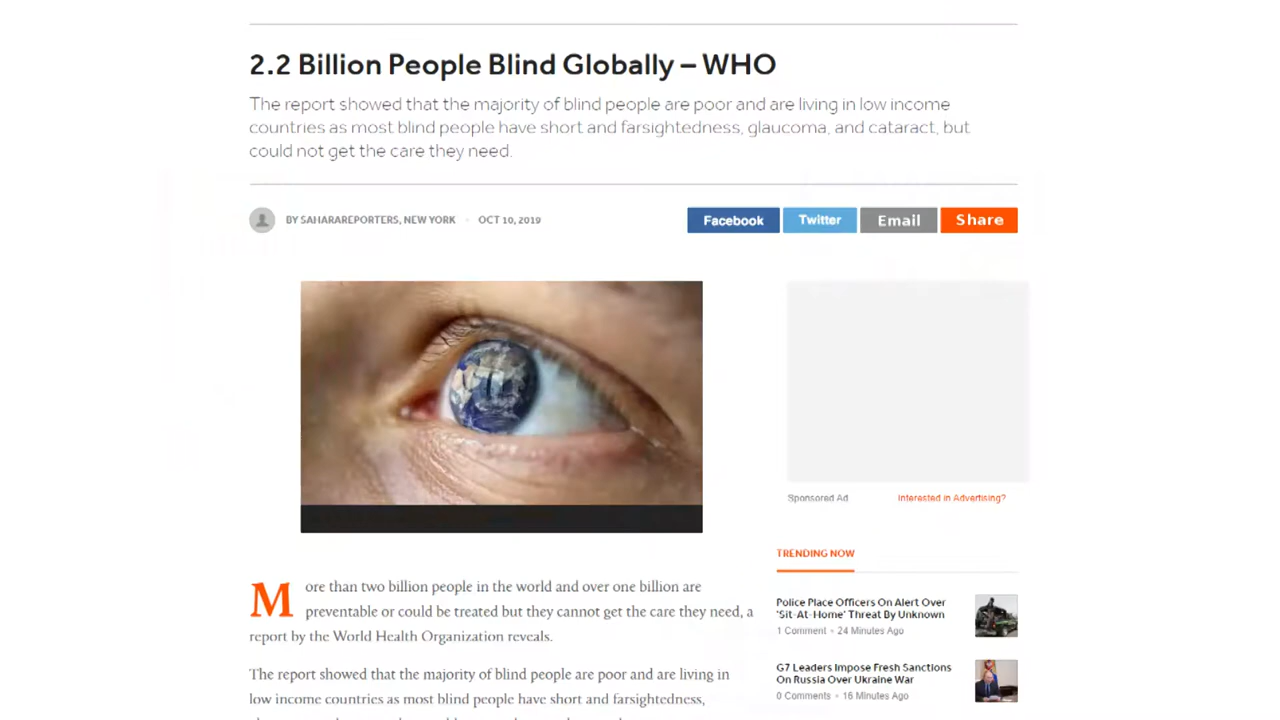 2.2 Billion People Blind Globally – WHO
The report showed that the majority of blind people are poor and are living in low income
countries as most blind people have short and farsightedness, glaucoma, and cataract, but
could not get the care they need.
BY SAHARAREPORTERS, NEW YORK · OCT 10, 2019
Facebook Twitter Email Share
Sponsored Ad Interested in Advertising?
More than two billion people in the world and over one billion are
preventable or could be treated but they cannot get the care they need, a
report by the World Health Organization reveals.
The report showed that the majority of blind people are poor and are living in
low income countries as most blind people have short and farsightedness,
TRENDING NOW
Police Place Officers On Alert Over
'Sit-At-Home' Threat By Unknown
1 Comment • 24 Minutes Ago
G7 Leaders Impose Fresh Sanctions
On Russia Over Ukraine War
0 Comments • 16 Minutes Ago